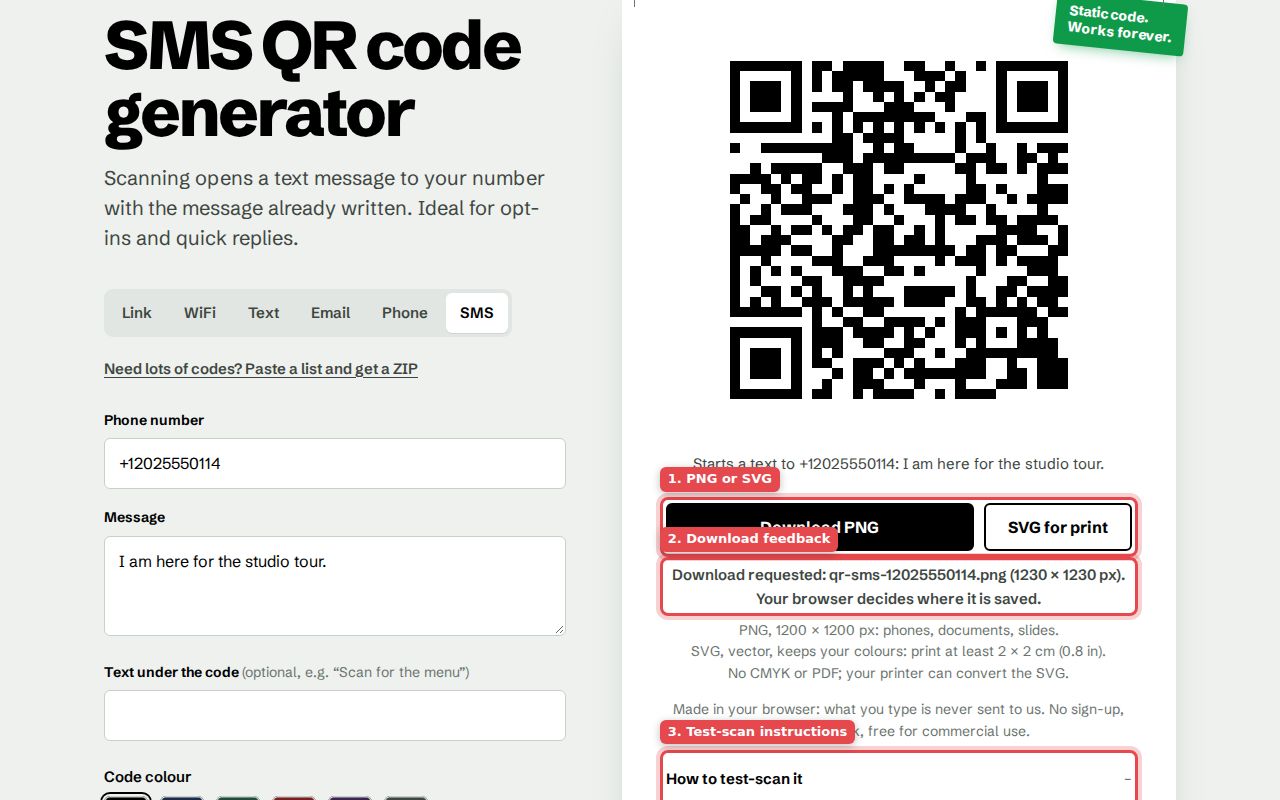 SMS QR code
generator
Scanning opens a text message to your number
with the message already written. Ideal for opt-
ins and quick replies.
Link WiFi Text Email Phone SMS
Need lots of codes? Paste a list and get a ZIP
Phone number
+12025550114
Message
I am here for the studio tour.
Text under the code (optional, e.g. “Scan for the menu”)
Code colour
Static code.
Works forever.
Starts a text to +12025550114: I am here for the studio tour.
1. PNG or SVG
Download PNG
SVG for print
2. Download feedback
Download requested: qr-sms-12025550114.png (1230 × 1230 px).
Your browser decides where it is saved.
PNG, 1200 × 1200 px: phones, documents, slides.
SVG, vector, keeps your colours: print at least 2 × 2 cm (0.8 in).
No CMYK or PDF; your printer can convert the SVG.
Made in your browser: what you type is never sent to us. No sign-up,
, free for commercial use.
3. Test-scan instructions
How to test-scan it –